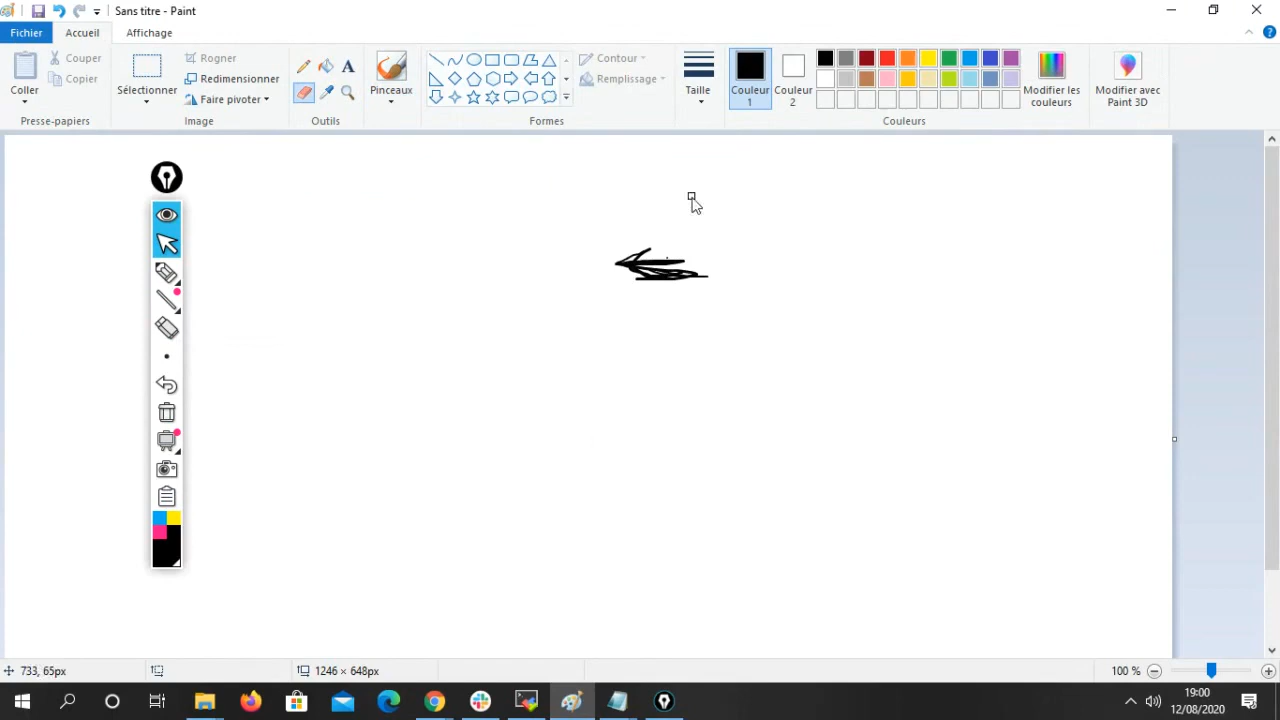 Sans titre - Paint
Fichier Accueil Affichage
Coller
Couper
Copier
Presse-papiers
Sélectionner
Rogner
Redimensionner
Faire pivoter
Image
A
Outils
Pinceaux
Contour
Remplissage
Formes
Taille
Couleur 1
Couleur 2
Modifier les couleurs
Couleurs
Modifier avec Paint 3D
733, 65px
1246 × 648px
100 %
19:00
12/08/2020